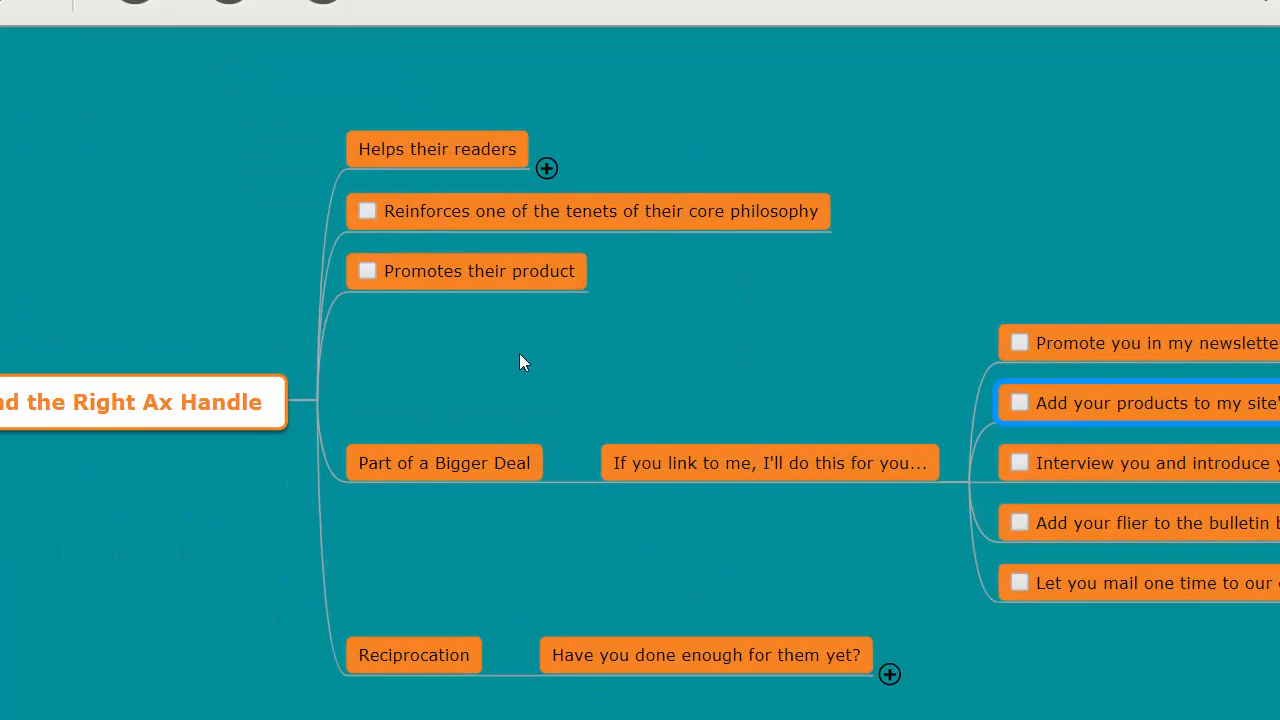 Helps their readers
Reinforces one of the tenets of their core philosophy
Promotes their product
the Right Ax Handle
Part of a Bigger Deal
If you link to me, I'll do this for you...
Promote you in my
Add your products to my site'
Interview you and introduce
Add your flier to the bulletin
Let you mail one time to our
Reciprocation
Have you done enough for them yet?